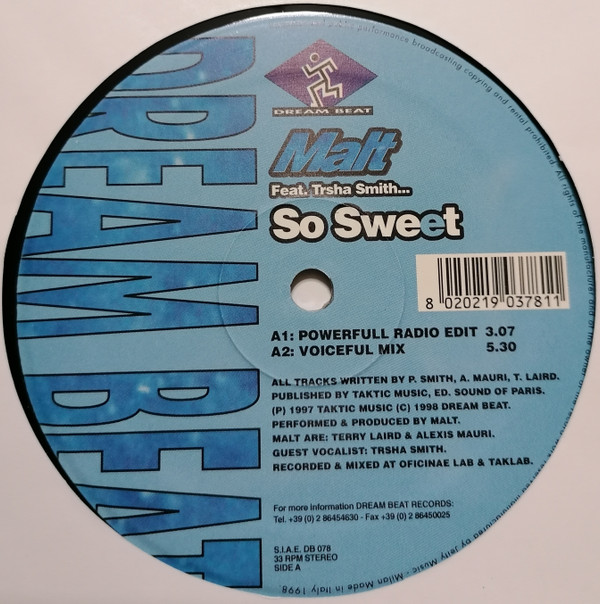 DREAM BEAT
DREAM BEAT
Malt
Feat. Trsha Smith...
So Sweet
8 020219 037811
A1: POWERFULL RADIO EDIT 3.07
A2: VOICEFUL MIX 5.30
ALL TRACKS WRITTEN BY P. SMITH, A. MAURI, T. LAIRD.
PUBLISHED BY TAKTIC MUSIC, ED. SOUND OF PARIS.
(P) 1997 TAKTIC MUSIC (C) 1998 DREAM BEAT.
PERFORMED & PRODUCED BY MALT.
MALT ARE: TERRY LAIRD & ALEXIS MAURI.
GUEST VOCALIST: TRSHA SMITH.
RECORDED & MIXED AT OFICINAE LAB & TAKLAB.
For more information DREAM BEAT RECORDS:
Tel. +39 (0) 2 86454630 - Fax +39 (0) 2 86450025
S.I.A.E. DB 078
33 RPM STEREO
SIDE A
performance broadcasting copying and rental prohibited. All rights of the
by Jelly Music - Milan Made in Italy 1998.